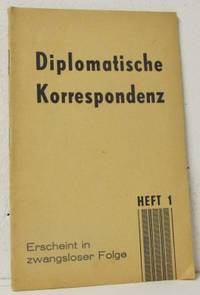 Diplomatische
Korrespondenz
HEFT 1
Erscheint in
zwangsloser Folge